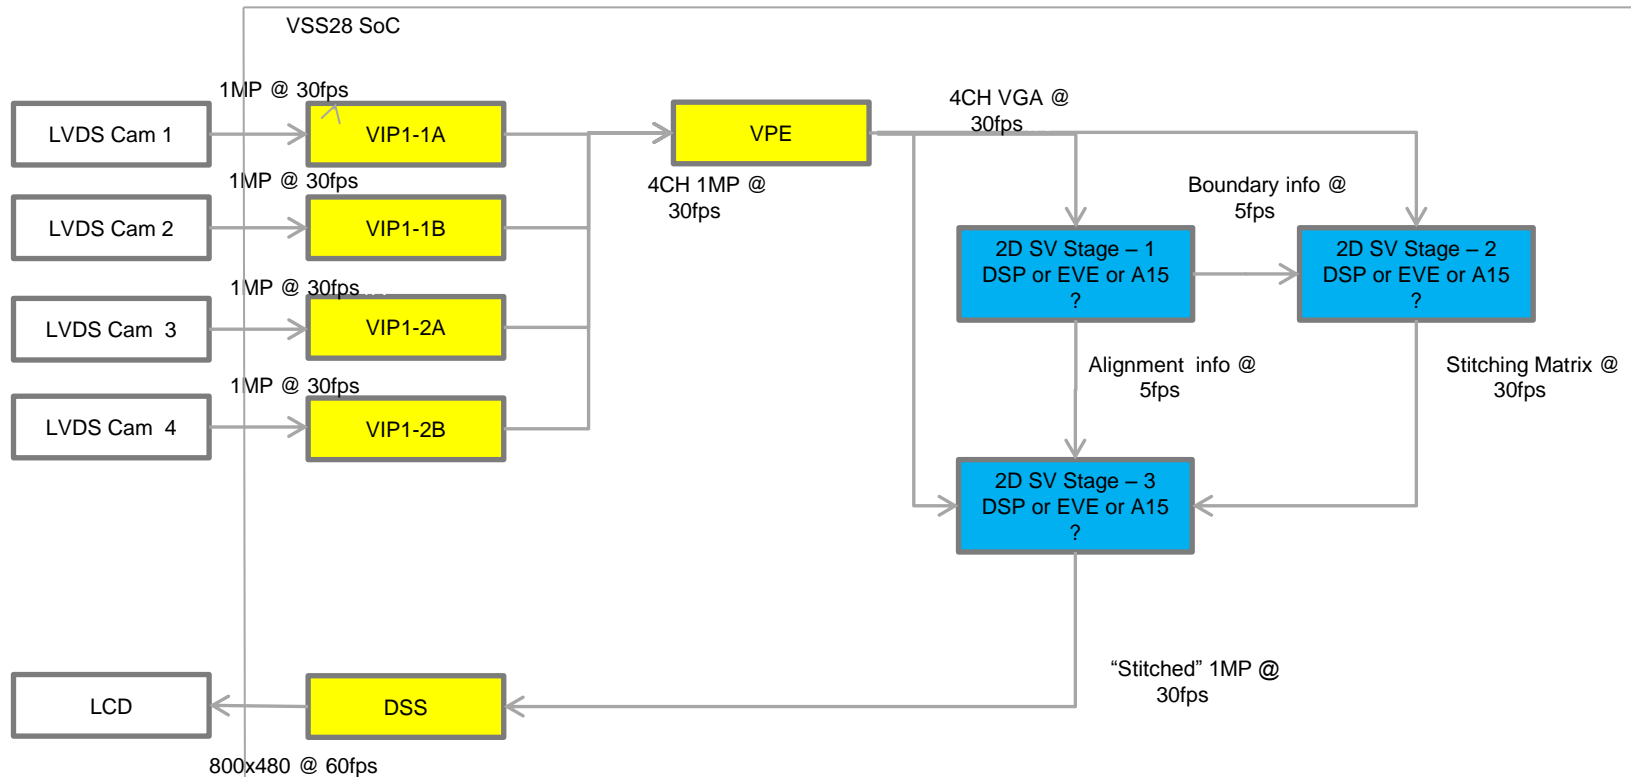 VSS28 SoC
1MP @ 30fps
LVDS Cam 1
VIP1-1A
VPE
4CH VGA @
30fps
1MP @ 30fps
4CH 1MP @
30fps
LVDS Cam 2
VIP1-1B
Boundary info @
5fps
2D SV Stage – 1
DSP or EVE or A15
?
2D SV Stage – 2
DSP or EVE or A15
?
1MP @ 30fps
LVDS Cam 3
VIP1-2A
Alignment info @
5fps
Stitching Matrix @
30fps
1MP @ 30fps
LVDS Cam 4
VIP1-2B
2D SV Stage – 3
DSP or EVE or A15
?
“Stitched” 1MP @
30fps
LCD
DSS
800x480 @ 60fps